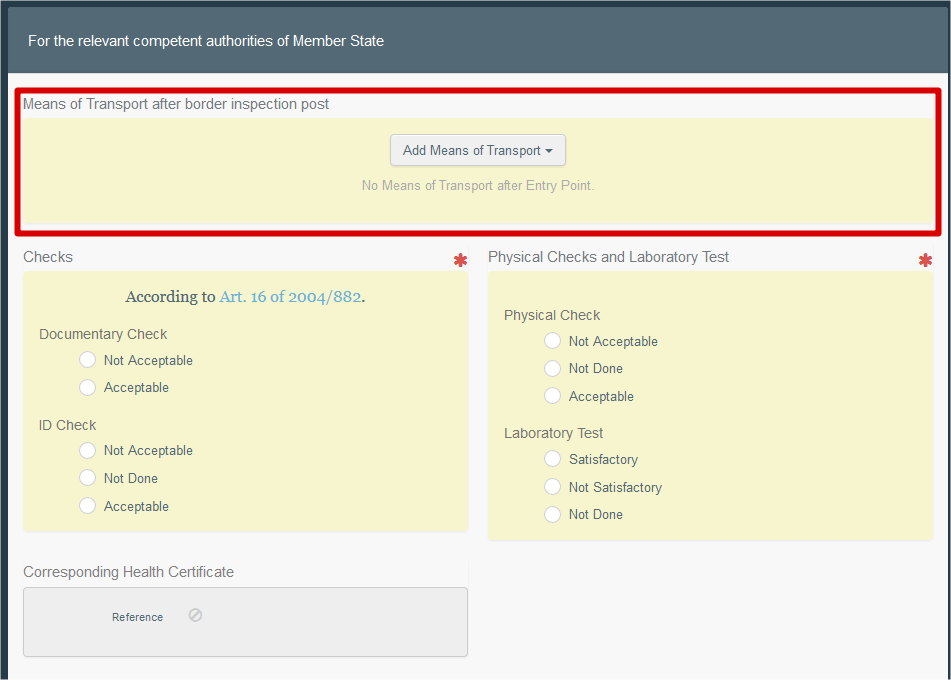 For the relevant competent authorities of Member State
Means of Transport after border inspection post
Add Means of Transport
No Means of Transport after Entry Point.
Checks *
According to Art. 16 of 2004/882.
Documentary Check
Not Acceptable
Acceptable
ID Check
Not Acceptable
Not Done
Acceptable
Physical Checks and Laboratory Test *
Physical Check
Not Acceptable
Not Done
Acceptable
Laboratory Test
Satisfactory
Not Satisfactory
Not Done
Corresponding Health Certificate
Reference